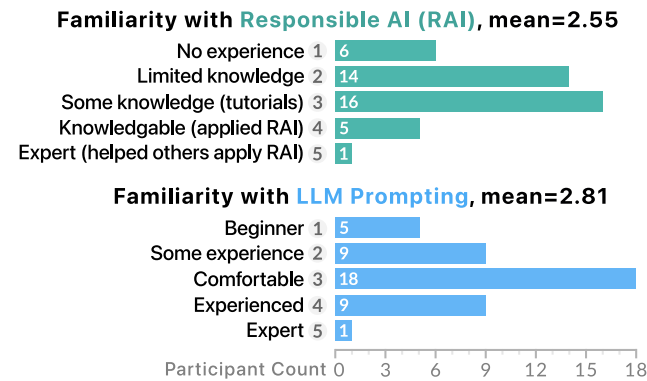 Familiarity with Responsible AI (RAI), mean=2.55
No experience 1 6
Limited knowledge 2 14
Some knowledge (tutorials) 3 16
Knowledgable (applied RAI) 4 5
Expert (helped others apply RAI) 5 1
Familiarity with LLM Prompting, mean=2.81
Beginner 1 5
Some experience 2 9
Comfortable 3 18
Experienced 4 9
Expert 5 1
Participant Count 0 3 6 9 12 15 18